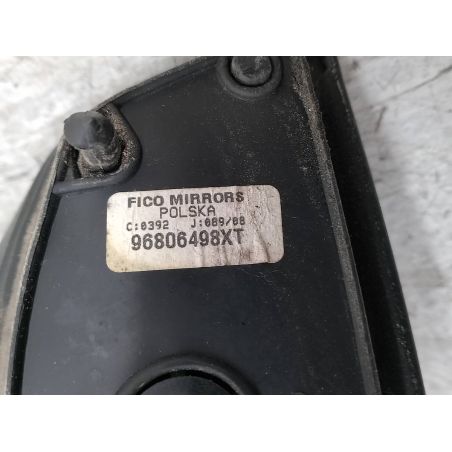 FICO MIRRORS
POLSKA
C:0392 J:089/08
96806498XT